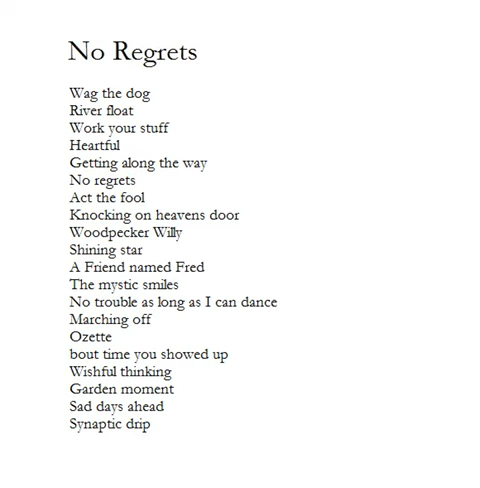 No Regrets
Wag the dog
River float
Work your stuff
Heartful
Getting along the way
No regrets
Act the fool
Knocking on heavens door
Woodpecker Willy
Shining star
A Friend named Fred
The mystic smiles
No trouble as long as I can dance
Marching off
Ozette
bout time you showed up
Wishful thinking
Garden moment
Sad days ahead
Synaptic drip